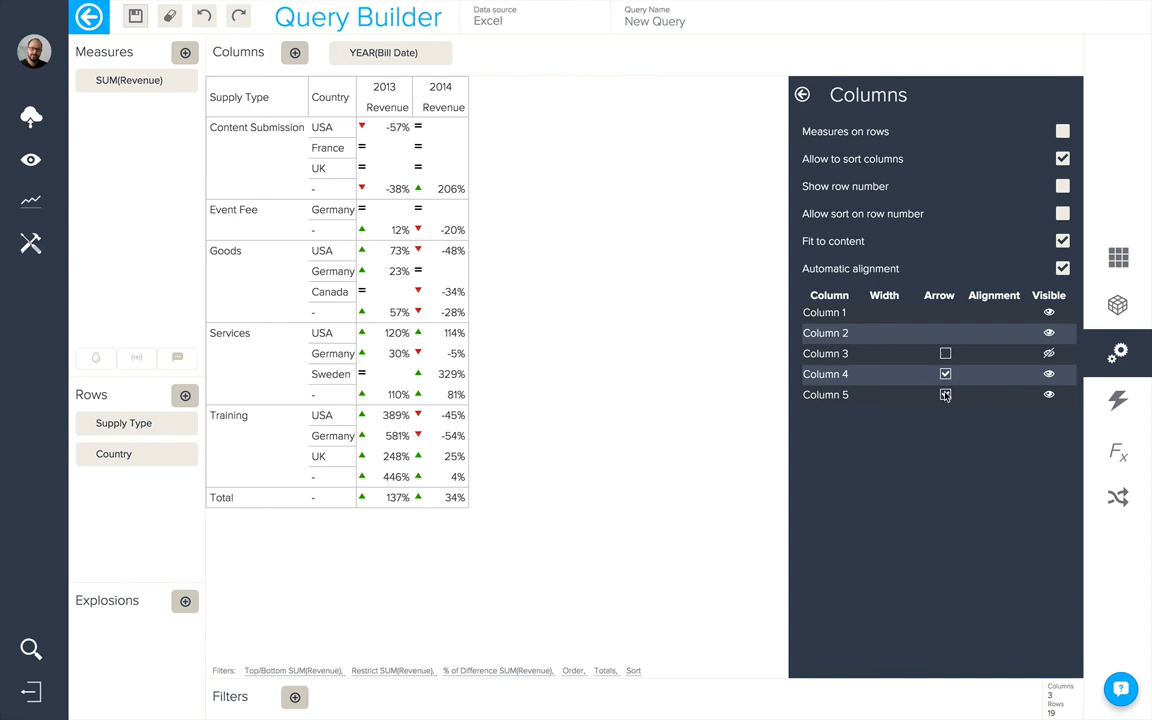 Query Builder
Data source
Excel
Query Name
New Query
Measures
SUM(Revenue)
Columns
YEAR(Bill Date)
Supply Type Country 2013 Revenue 2014 Revenue
Content Submission USA -57% =
France = =
UK = =
- -38% 206%
Event Fee Germany = =
- 12% -20%
Goods USA 73% -48%
Germany 23% =
Canada = -34%
- 57% -28%
Services USA 120% 114%
Germany 30% -5%
Sweden = 329%
- 110% 81%
Training USA 389% -45%
Germany 581% -54%
UK 248% 25%
- 446% 4%
Total - 137% 34%
Rows
Supply Type
Country
Explosions
Filters: Top/Bottom SUM(Revenue), Restrict SUM(Revenue), % of Difference SUM(Revenue), Order, Totals, Sort
Filters
Columns
Measures on rows
Allow to sort columns
Show row number
Allow sort on row number
Fit to content
Automatic alignment
Column Width Arrow Alignment Visible
Column 1
Column 2
Column 3
Column 4
Column 5
Fx
Columns
3
Rows
19